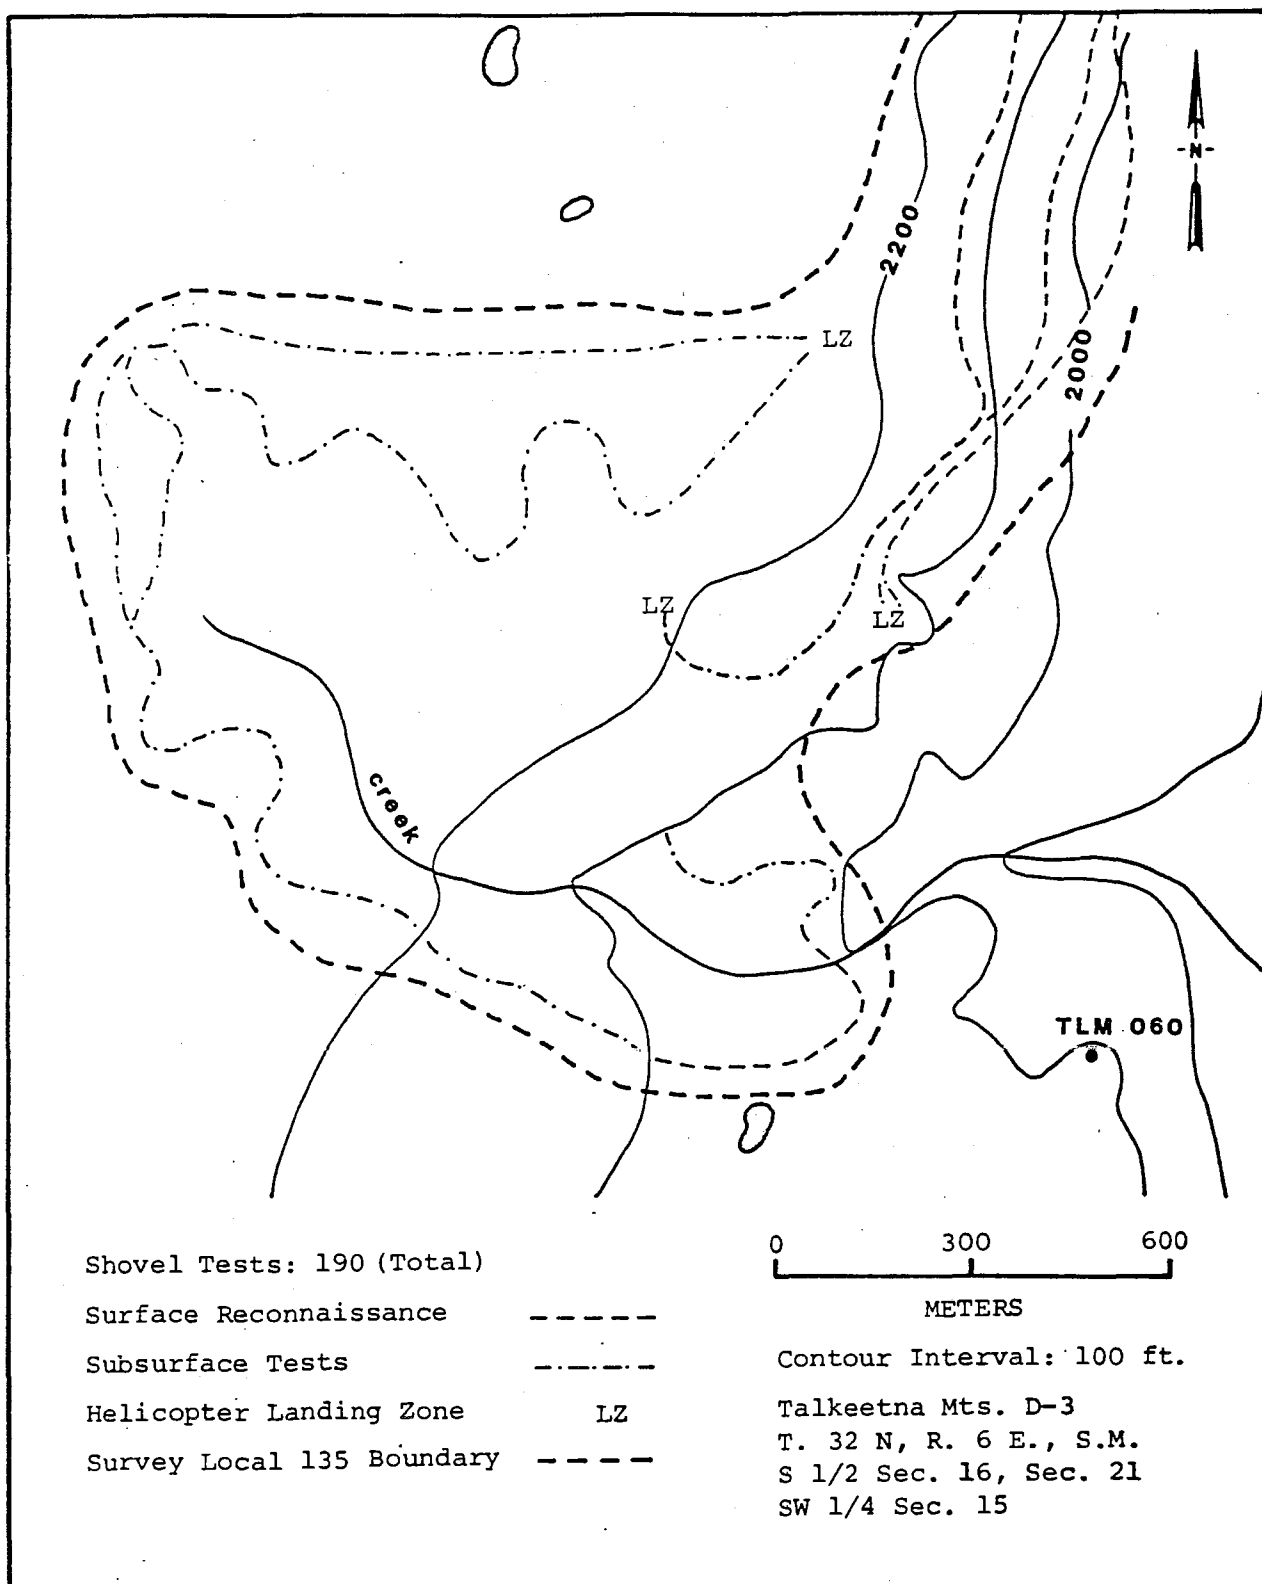 -N-
2200
LZ
2000
LZ
LZ
creek
TLM 060
Shovel Tests: 190 (Total)
Surface Reconnaissance
Subsurface Tests
Helicopter Landing Zone LZ
Survey Local 135 Boundary
0 300 600
METERS
Contour Interval: 100 ft.
Talkeetna Mts. D-3
T. 32 N, R. 6 E., S.M.
S 1/2 Sec. 16, Sec. 21
SW 1/4 Sec. 15